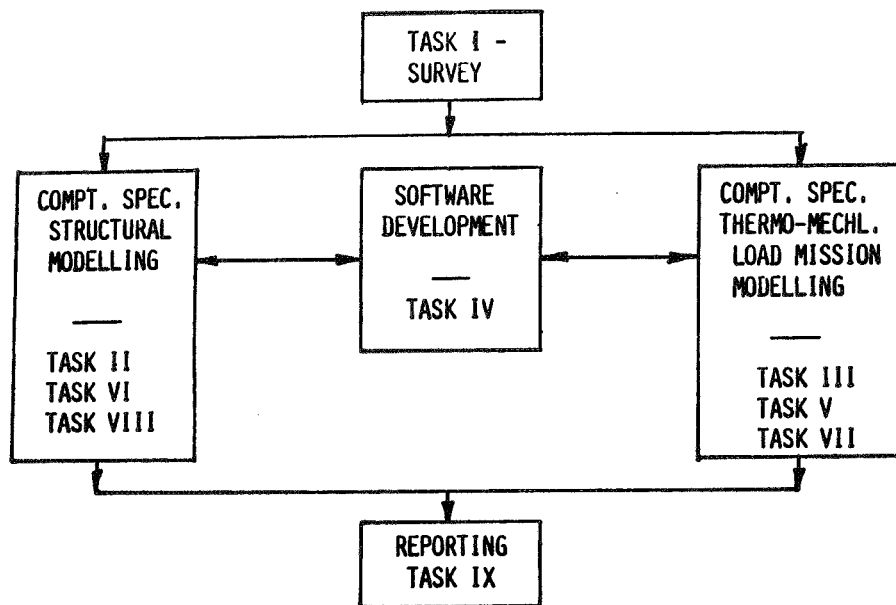 TASK I -
SURVEY
COMPT. SPEC.
STRUCTURAL
MODELLING
TASK II
TASK VI
TASK VIII
SOFTWARE
DEVELOPMENT
TASK IV
COMPT. SPEC.
THERMO-MECHL.
LOAD MISSION
MODELLING
TASK III
TASK V
TASK VII
REPORTING
TASK IX